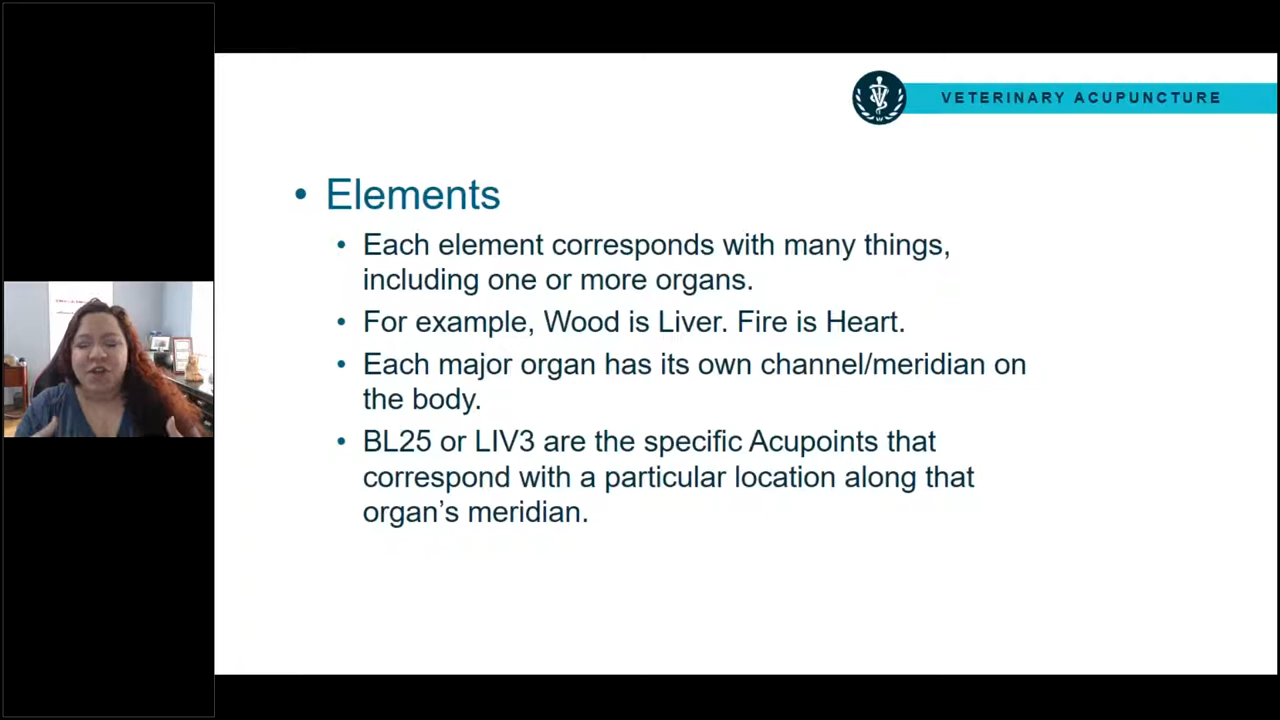 VETERINARY ACUPUNCTURE
• Elements
• Each element corresponds with many things,
including one or more organs.
• For example, Wood is Liver. Fire is Heart.
• Each major organ has its own channel/meridian on
the body.
• BL25 or LIV3 are the specific Acupoints that
correspond with a particular location along that
organ’s meridian.